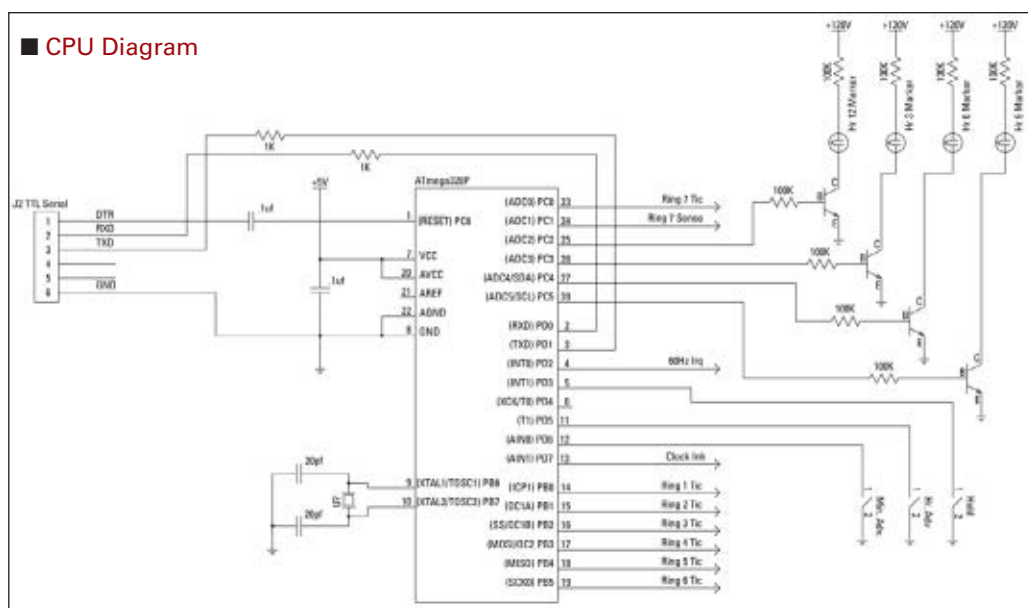 CPU Diagram
+120V +120V +120V +120V
100K 100K 100K 100K
Hr 12 Marker
Hr 3 Marker
Hr 6 Marker
1K
1K
+5V
ATmega328P
J2 TTL Serial
1 DTR
2 RXD
3 TXD
4
5
6 GND
1uf
1uf
1 (RESET) PC6
7 VCC
20 AVCC
21 AREF
22 AGND
8 GND
20pf
20pf
9 (XTAL1/TOSC1) PB6
10 (XTAL2/TOSC2) PB7
(ADC0) PC0 23 Ring 7 Tic
(ADC1) PC1 24 Ring 7 Sense
(ADC2) PC2 25
(ADC3) PC3 26
(ADC4/SDA) PC4 27
(ADC5/SCL) PC5 28
(RXD) PD0 2
(TXD) PD1 3
(INT0) PD2 4 60Hz Irq
(INT1) PD3 5
(XCK/T0) PD4 6
(T1) PD5 11
(AIN0) PD6 12
(AIN1) PD7 13 Clock Inh
(ICP1) PB0 14 Ring 1 Tic
(OC1A) PB1 15 Ring 2 Tic
(SS/OC1B) PB2 16 Ring 3 Tic
(MOSI/OC2 PB3 17 Ring 4 Tic
(MISO) PB4 18 Ring 5 Tic
(SCK0) PB5 19 Ring 6 Tic
100K
C
B
E
100K
C
B
E
100K
C
B
E
100K
C
B
E
1 2 Min. Adv.
1 2 Hr. Adv
1 2 Hold